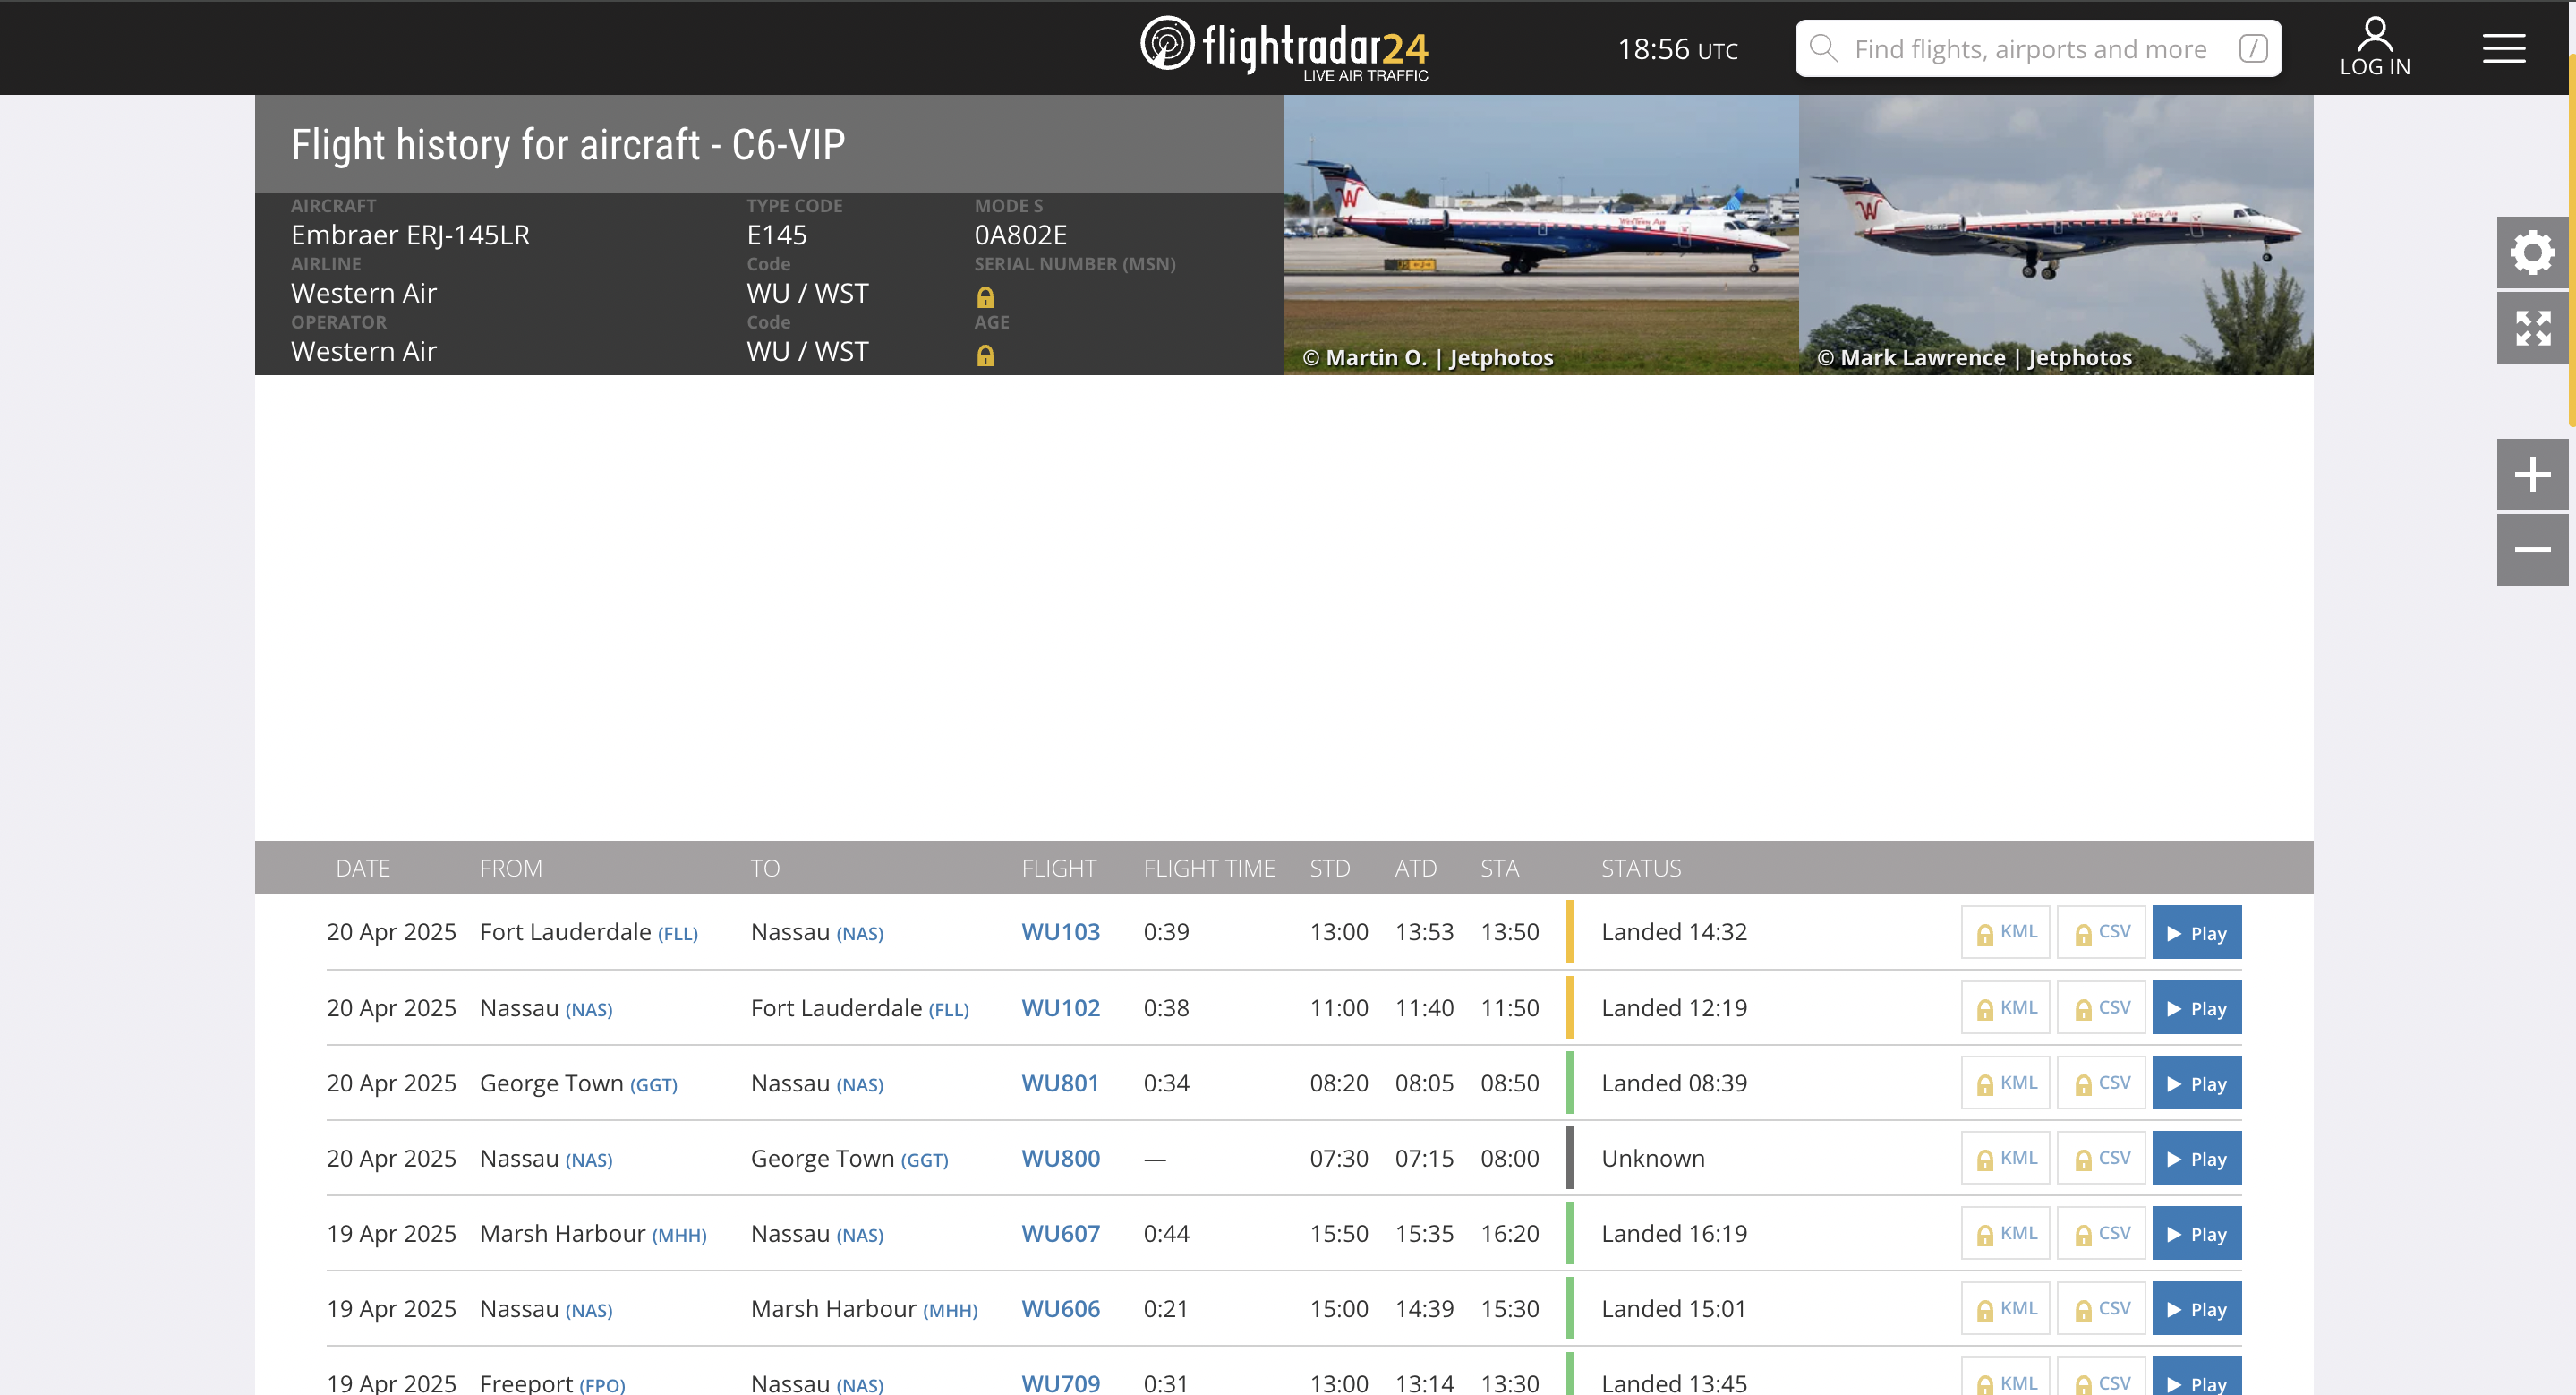 flightradar24
LIVE AIR TRAFFIC
18:56 UTC
Find flights, airports and more /
LOG IN
Flight history for aircraft - C6-VIP
AIRCRAFT TYPE CODE MODE S
Embraer ERJ-145LR E145 0A802E
AIRLINE Code SERIAL NUMBER (MSN)
Western Air WU / WST
OPERATOR Code AGE
Western Air WU / WST
W Western Air
© Martin O. | Jetphotos
W Western Air
© Mark Lawrence | Jetphotos
DATE FROM TO FLIGHT FLIGHT TIME STD ATD STA STATUS
20 Apr 2025 Fort Lauderdale (FLL) Nassau (NAS) WU103 0:39 13:00 13:53 13:50 Landed 14:32 KML CSV Play
20 Apr 2025 Nassau (NAS) Fort Lauderdale (FLL) WU102 0:38 11:00 11:40 11:50 Landed 12:19 KML CSV Play
20 Apr 2025 George Town (GGT) Nassau (NAS) WU801 0:34 08:20 08:05 08:50 Landed 08:39 KML CSV Play
20 Apr 2025 Nassau (NAS) George Town (GGT) WU800 — 07:30 07:15 08:00 Unknown KML CSV Play
19 Apr 2025 Marsh Harbour (MHH) Nassau (NAS) WU607 0:44 15:50 15:35 16:20 Landed 16:19 KML CSV Play
19 Apr 2025 Nassau (NAS) Marsh Harbour (MHH) WU606 0:21 15:00 14:39 15:30 Landed 15:01 KML CSV Play
19 Apr 2025 Freeport (FPO) Nassau (NAS) WU709 0:31 13:00 13:14 13:30 Landed 13:45 KML CSV Play